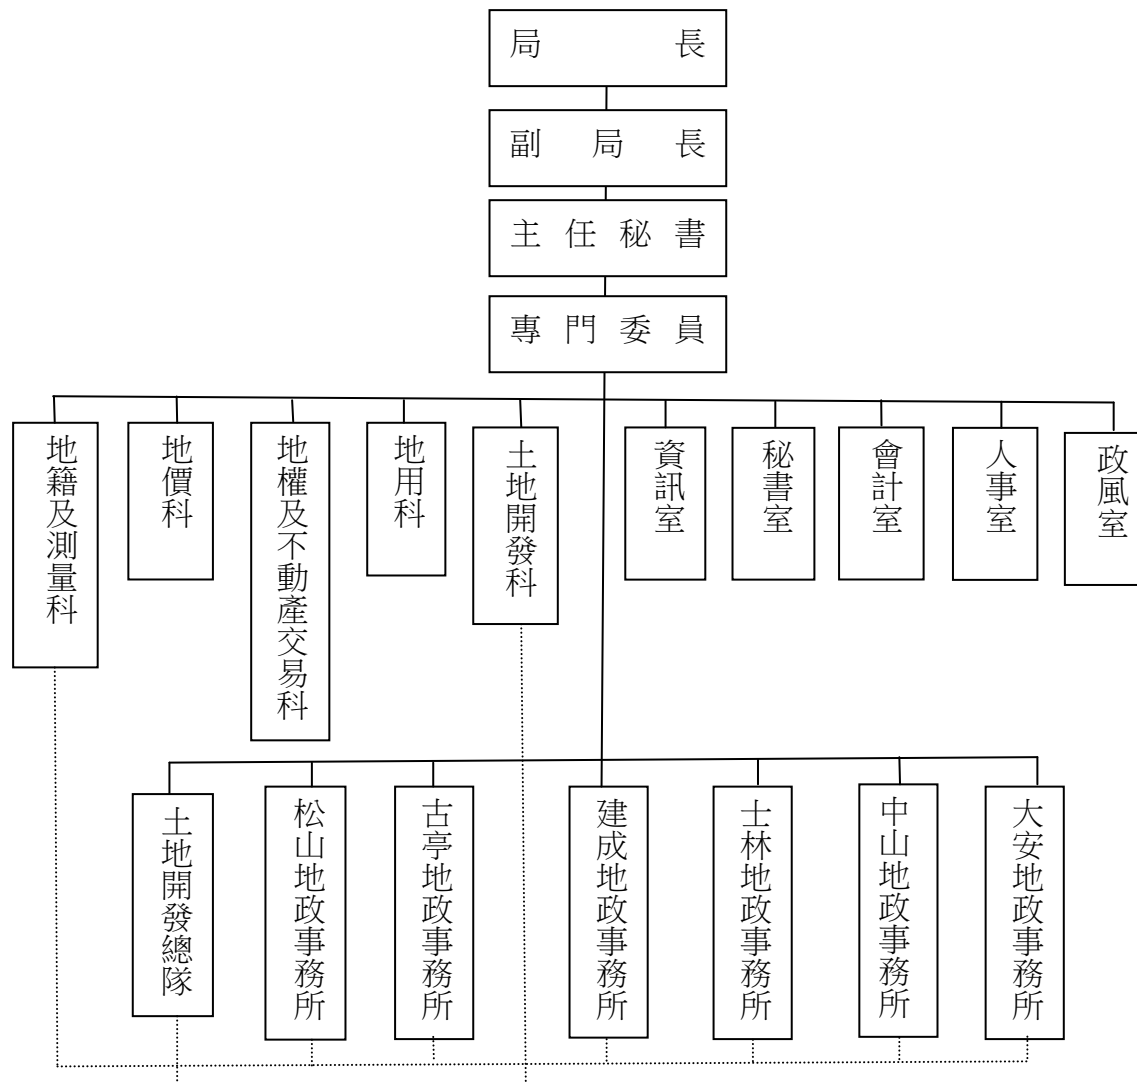 局長
副局長
主任秘書
專門委員
地籍及測量科
地價科
地權及不動產交易科
地用科
土地開發科
資訊室
秘書室
會計室
人事室
政風室
土地開發總隊
松山地政事務所
古亭地政事務所
建成地政事務所
士林地政事務所
中山地政事務所
大安地政事務所